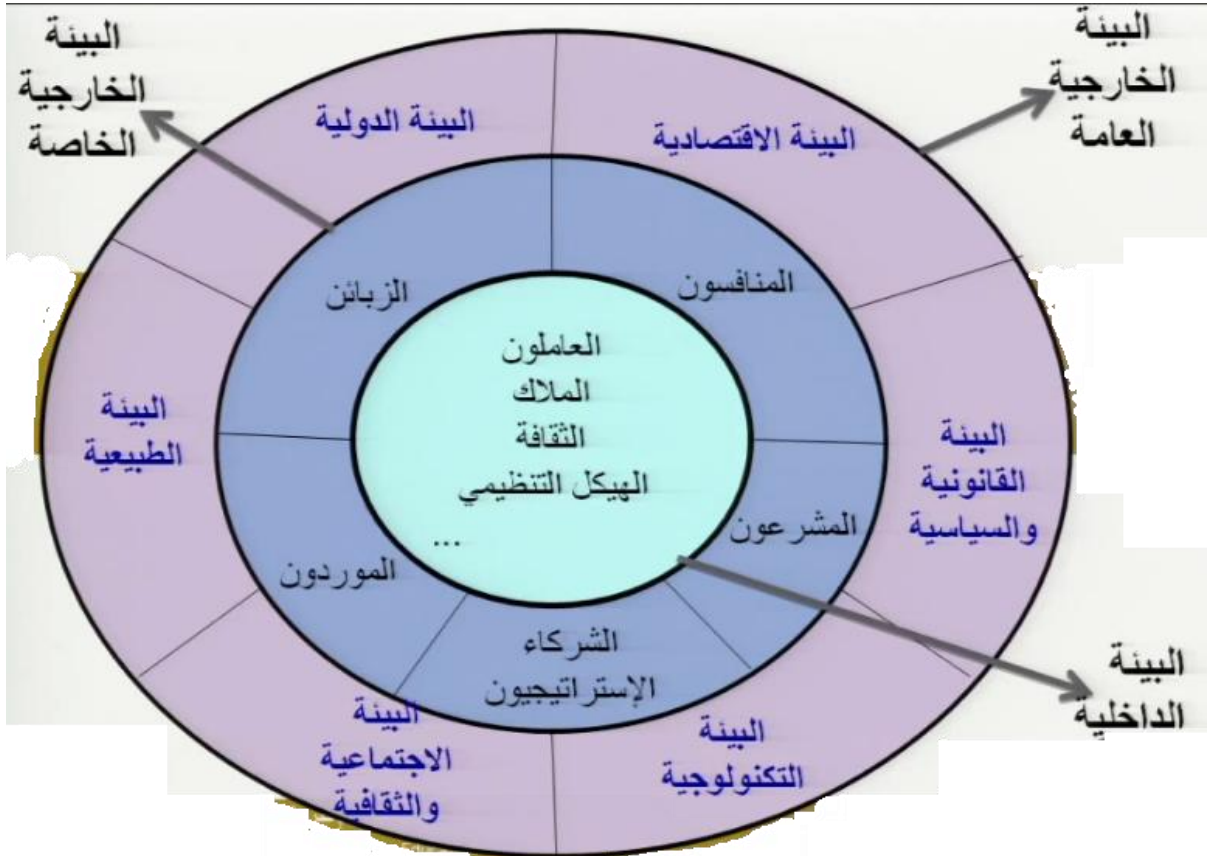 البيئة
الخارجية
العامة
البيئة
الخارجية
الخاصة
البيئة الاقتصادية
البيئة الدولية
المنافسون
الزبائن
العاملون
الملاك
الثقافة
الهيكل التنظيمي
...
البيئة
القانونية
والسياسية
البيئة
الطبيعية
المشرعون
الموردون
الشركاء
الإستراتيجيون
البيئة
الداخلية
البيئة
التكنولوجية
البيئة
الاجتماعية
والثقافية